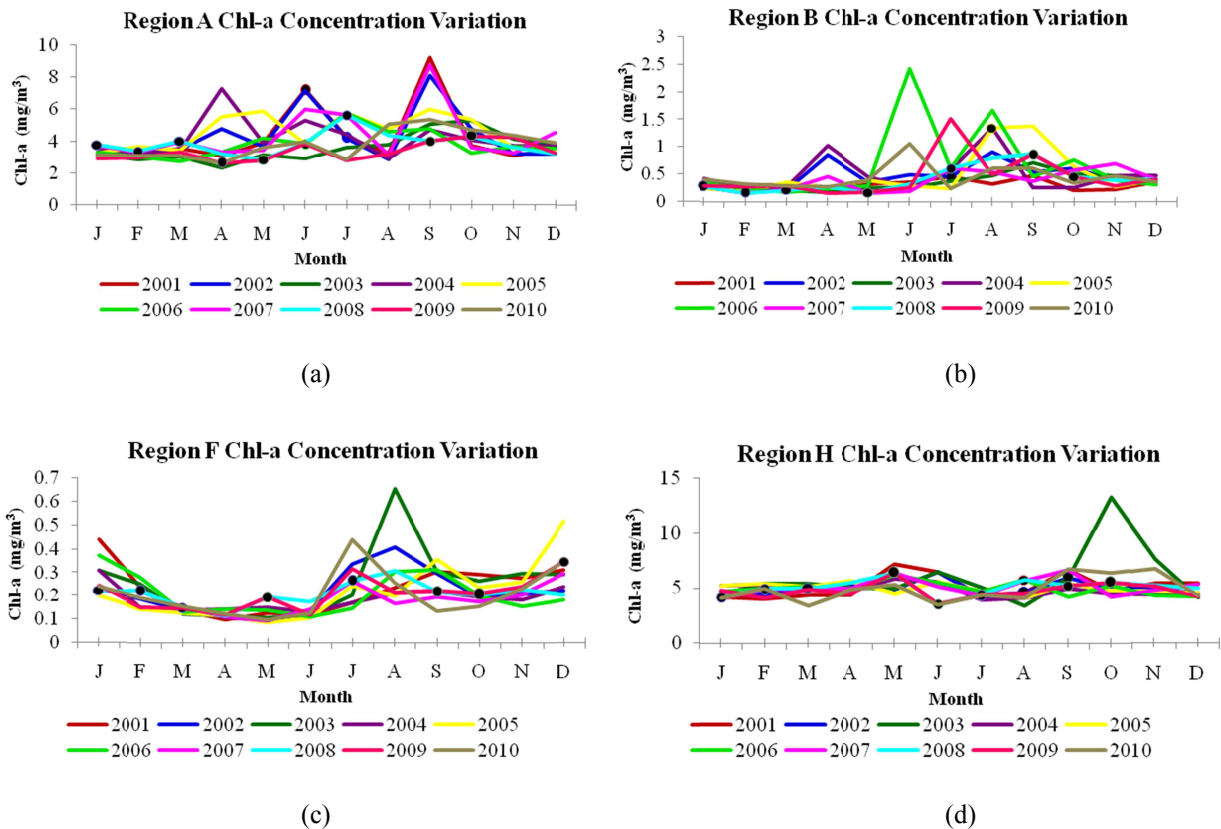 Region A Chl-a Concentration Variation
Chl-a (mg/m³)
10
8
6
4
2
0
J F M A M J J A S O N D
Month
2001 2002 2003 2004 2005
2006 2007 2008 2009 2010
(a)
Region B Chl-a Concentration Variation
Chl-a (mg/m³)
3
2.5
2
1.5
1
0.5
0
J F M A M J J A S O N D
Month
2001 2002 2003 2004 2005
2006 2007 2008 2009 2010
(b)
Region F Chl-a Concentration Variation
Chl-a (mg/m³)
0.7
0.6
0.5
0.4
0.3
0.2
0.1
0
J F M A M J J A S O N D
Month
2001 2002 2003 2004 2005
2006 2007 2008 2009 2010
(c)
Region H Chl-a Concentration Variation
Chl-a (mg/m³)
15
10
5
0
J F M A M J J A S O N D
Month
2001 2002 2003 2004 2005
2006 2007 2008 2009 2010
(d)